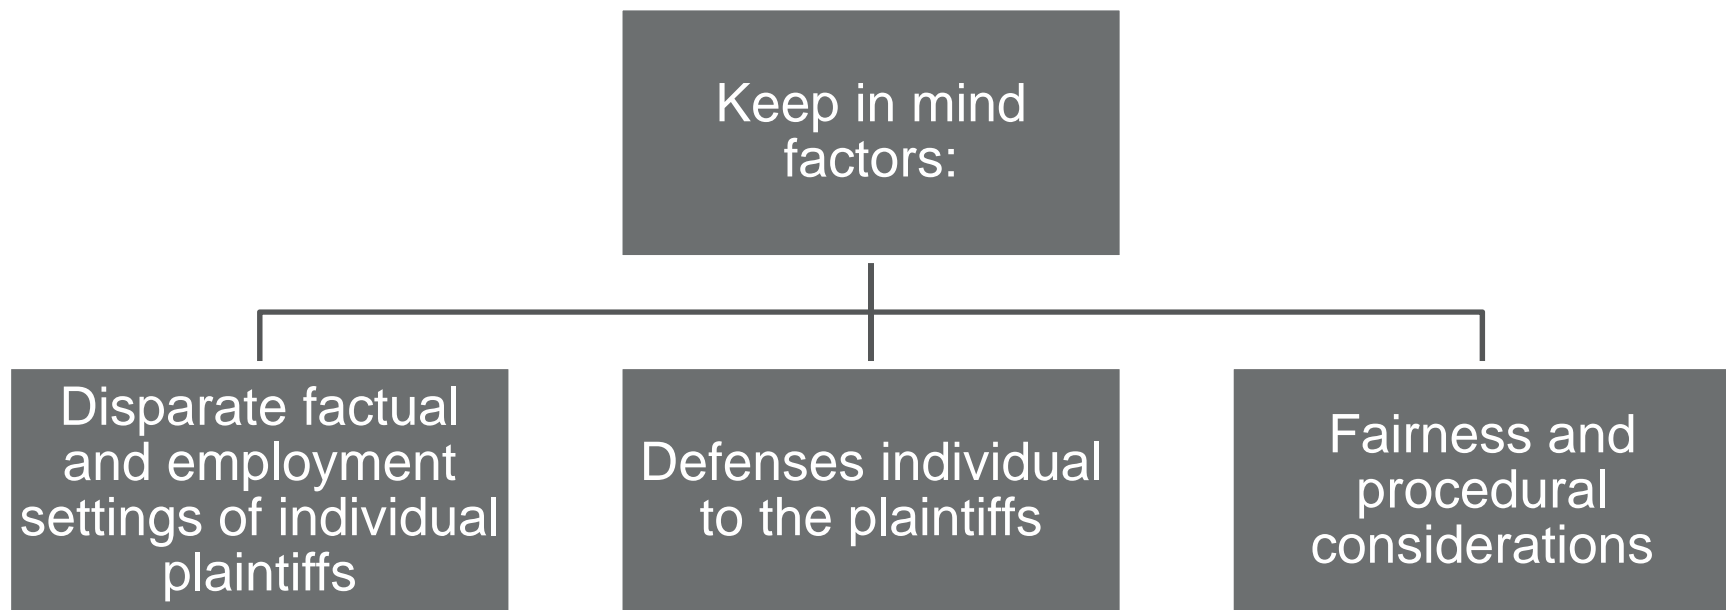 Keep in mind
factors:
Disparate factual
and employment
settings of individual
plaintiffs
Defenses individual
to the plaintiffs
Fairness and
procedural
considerations